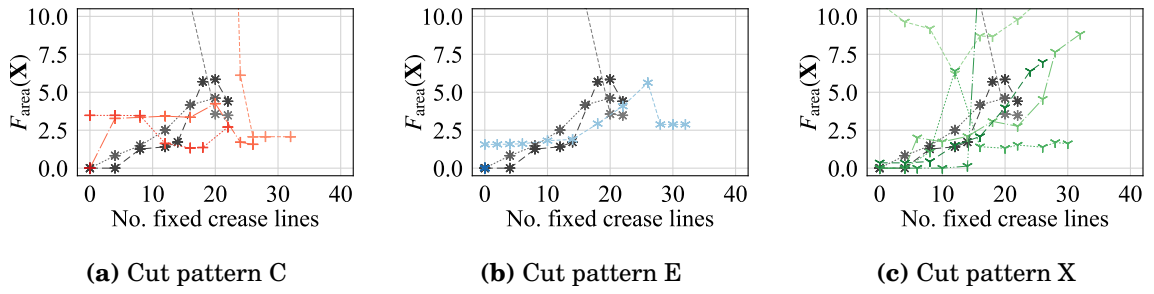 10.0
7.5
5.0
2.5
0.0
F_area(X)
0 10 20 30 40
No. fixed crease lines
(a) Cut pattern C
10.0
7.5
5.0
2.5
0.0
F_area(X)
0 10 20 30 40
No. fixed crease lines
(b) Cut pattern E
10.0
7.5
5.0
2.5
0.0
F_area(X)
0 10 20 30 40
No. fixed crease lines
(c) Cut pattern X